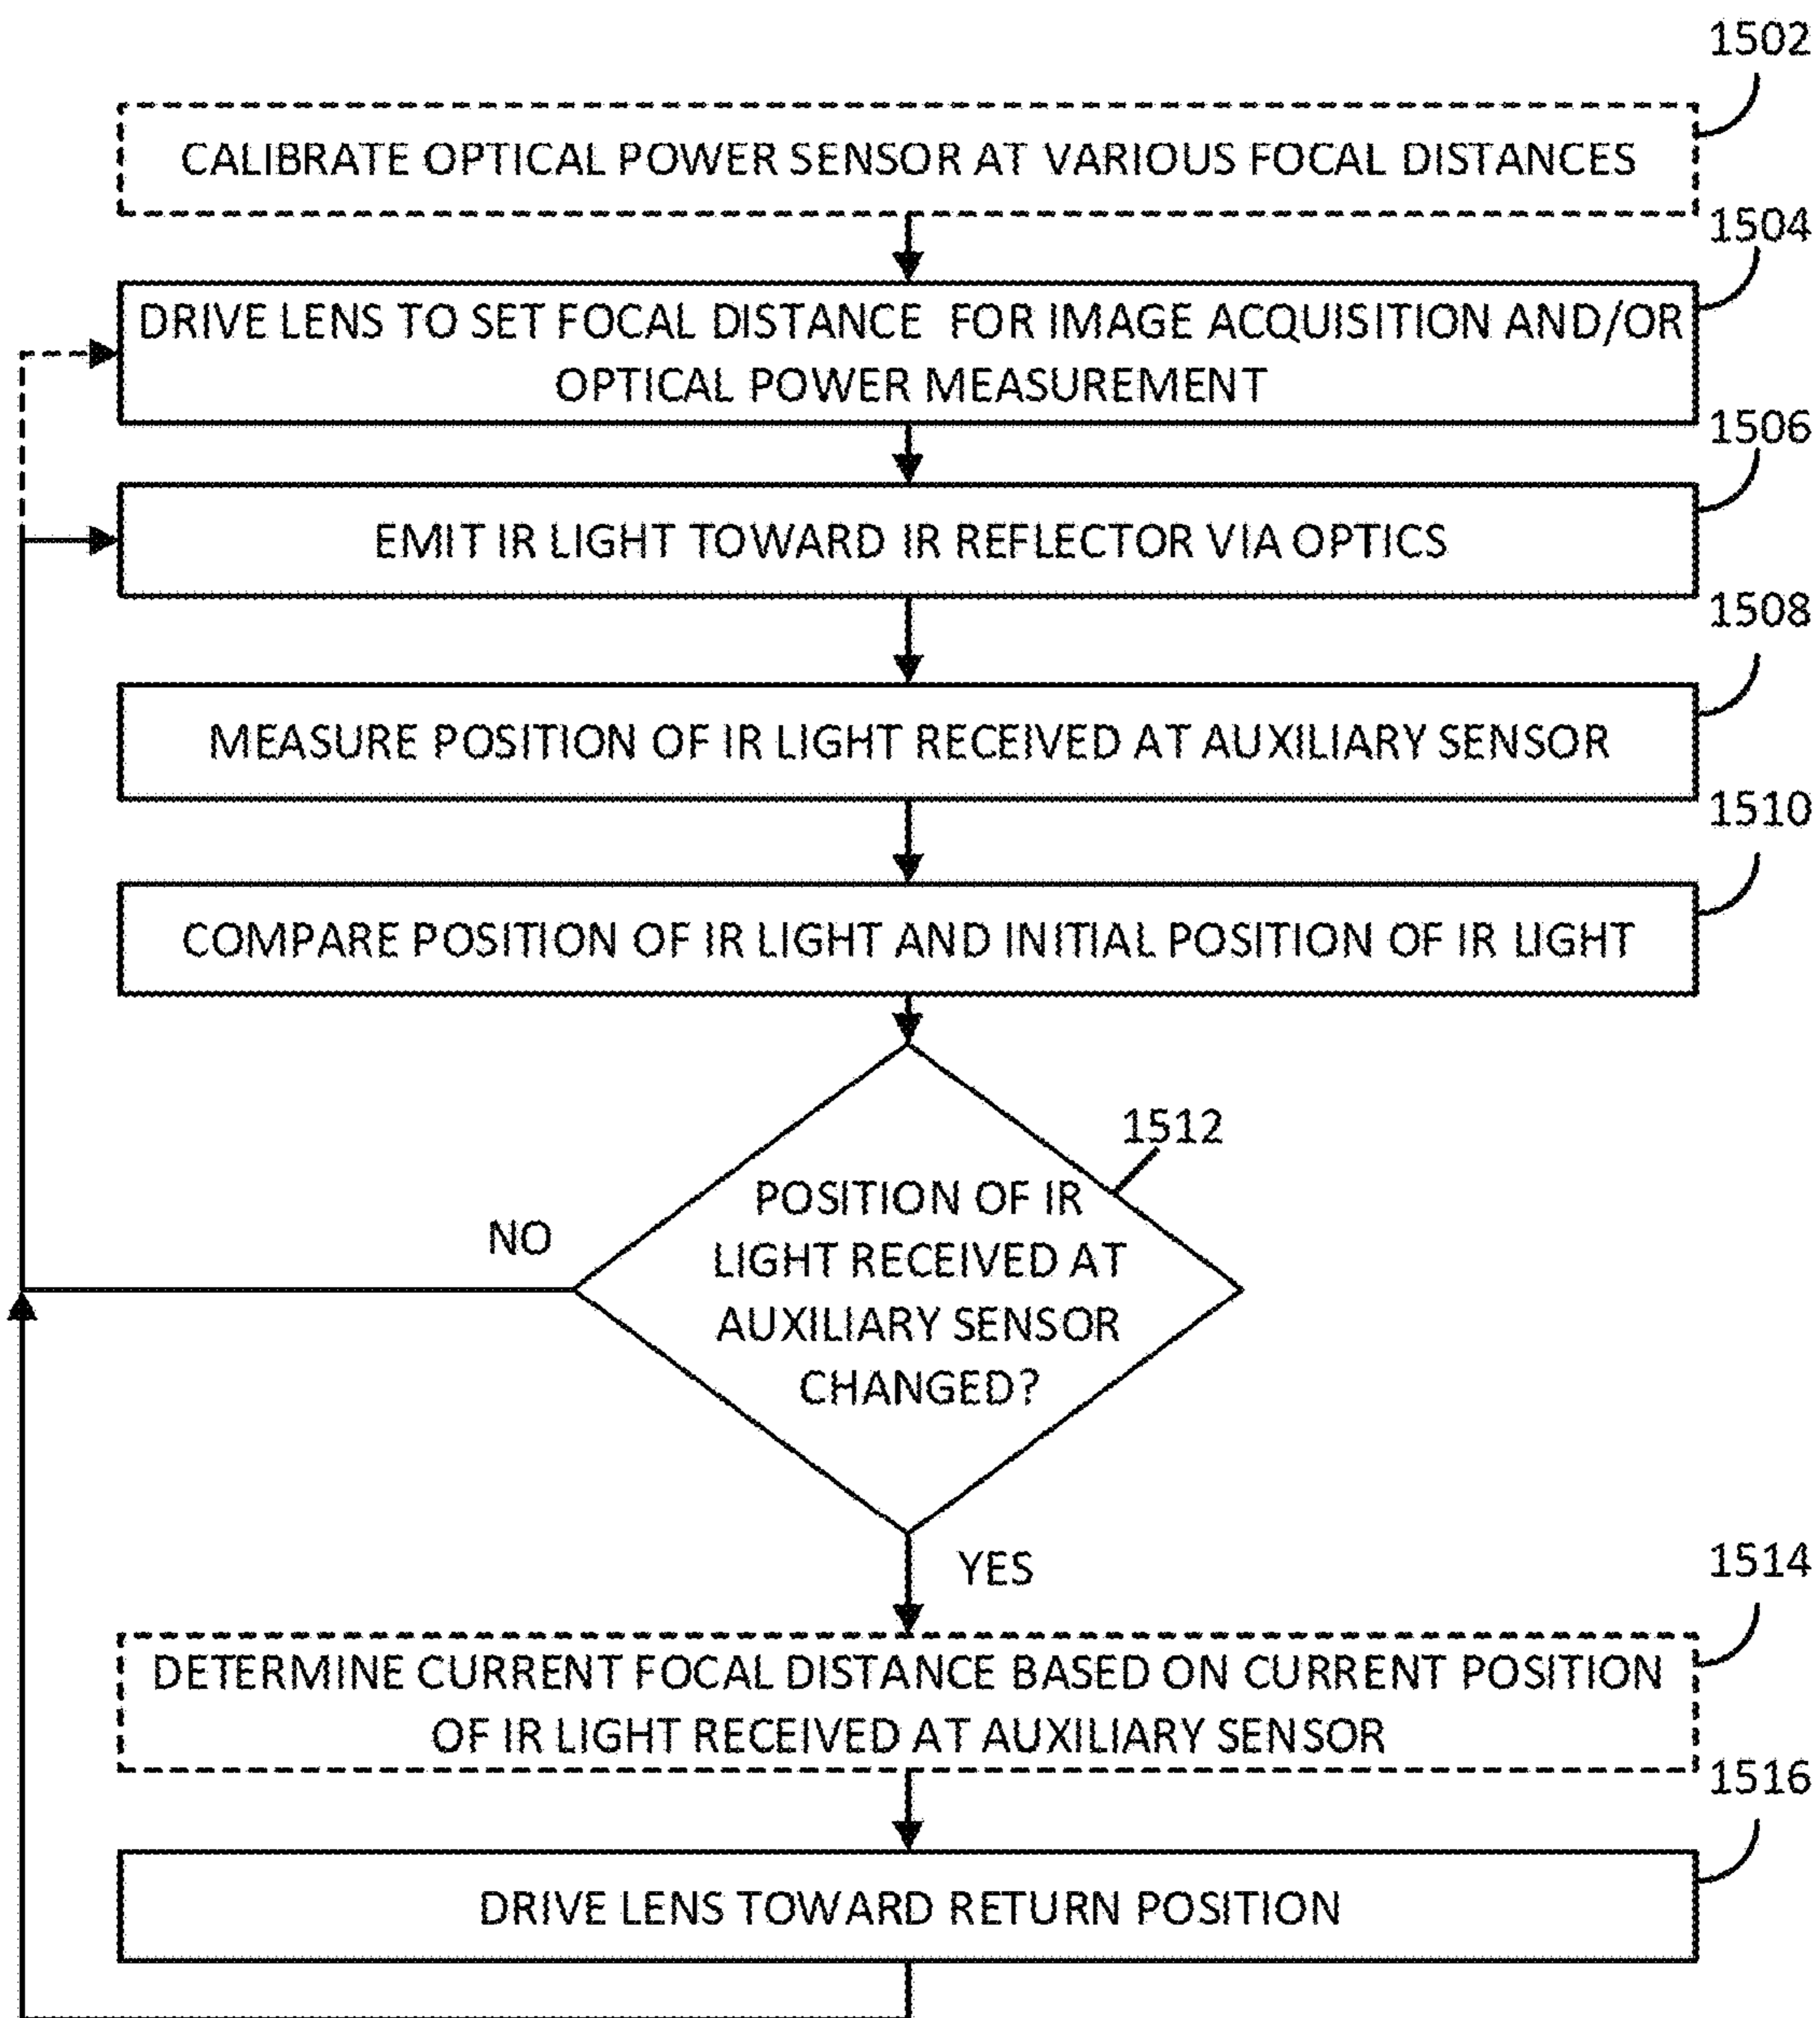 1502
CALIBRATE OPTICAL POWER SENSOR AT VARIOUS FOCAL DISTANCES
1504
DRIVE LENS TO SET FOCAL DISTANCE FOR IMAGE ACQUISITION AND/OR
OPTICAL POWER MEASUREMENT
1506
EMIT IR LIGHT TOWARD IR REFLECTOR VIA OPTICS
1508
MEASURE POSITION OF IR LIGHT RECEIVED AT AUXILIARY SENSOR
1510
COMPARE POSITION OF IR LIGHT AND INITIAL POSITION OF IR LIGHT
1512
POSITION OF IR
LIGHT RECEIVED AT
AUXILIARY SENSOR
CHANGED?
NO
YES
1514
DETERMINE CURRENT FOCAL DISTANCE BASED ON CURRENT POSITION
OF IR LIGHT RECEIVED AT AUXILIARY SENSOR
1516
DRIVE LENS TOWARD RETURN POSITION